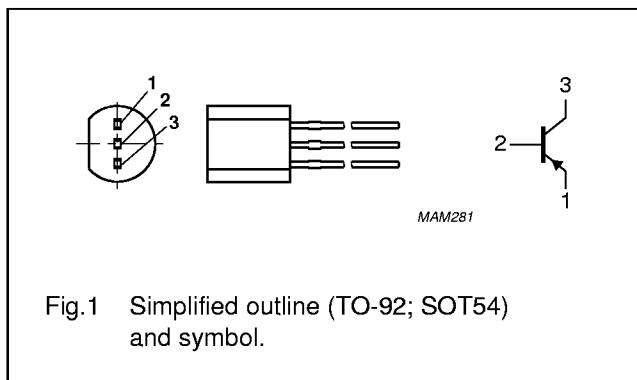 1
2
3
3
2
1
MAM281
Fig.1 Simplified outline (TO-92; SOT54)
and symbol.